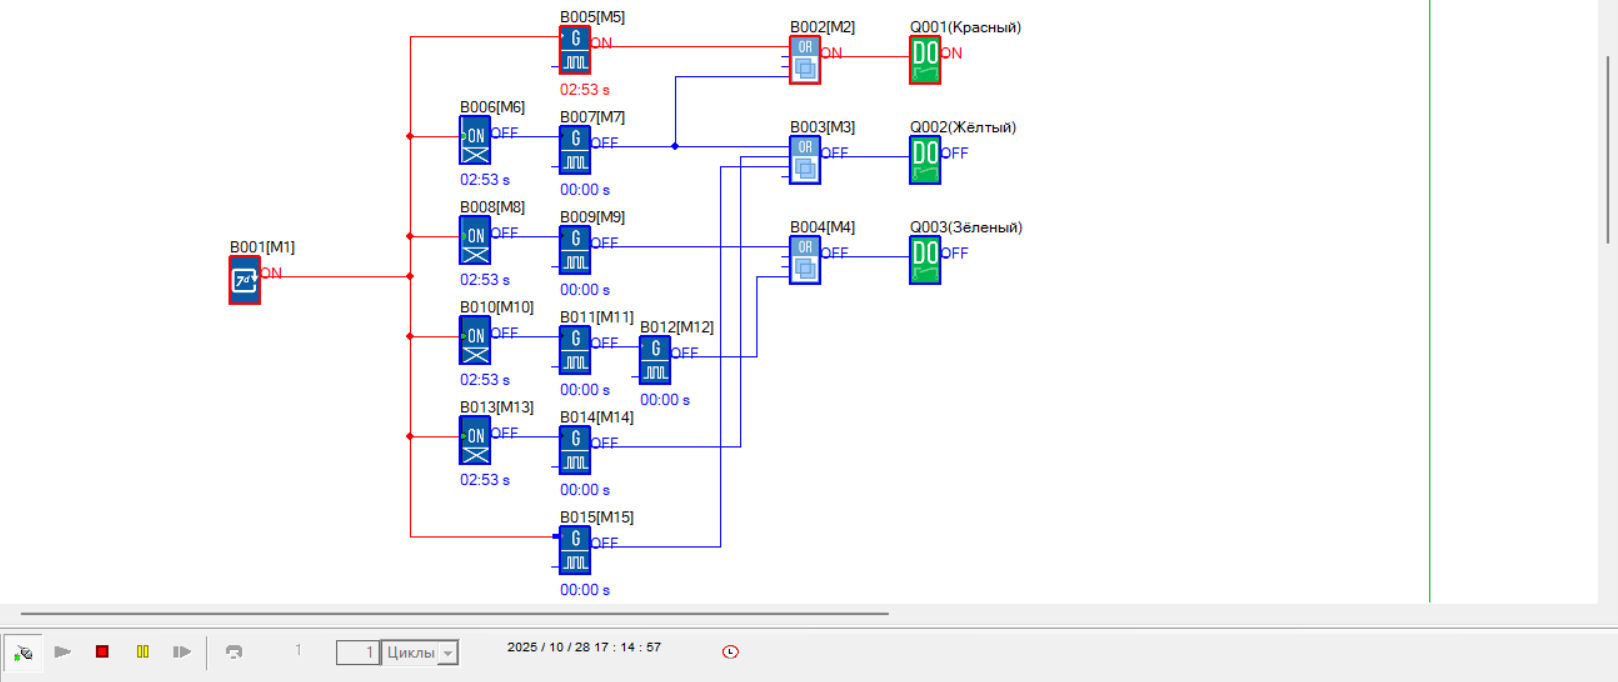 B005[M5]
G
ON
02:53 s
B002[M2]
OR
ON
Q001(Красный)
DO
ON
B006[M6]
ON
OFF
02:53 s
B007[M7]
G
OFF
00:00 s
B003[M3]
OR
OFF
Q002(Жёлтый)
DO
OFF
B008[M8]
ON
OFF
02:53 s
B009[M9]
G
OFF
00:00 s
B004[M4]
OR
OFF
Q003(Зёленый)
DO
OFF
B001[M1]
7d
ON
B010[M10]
ON
OFF
02:53 s
B011[M11]
G
OFF
00:00 s
B012[M12]
G
OFF
00:00 s
B013[M13]
ON
OFF
02:53 s
B014[M14]
G
OFF
00:00 s
B015[M15]
G
OFF
00:00 s
1
1
Циклы
2025 / 10 / 28 17 : 14 : 57